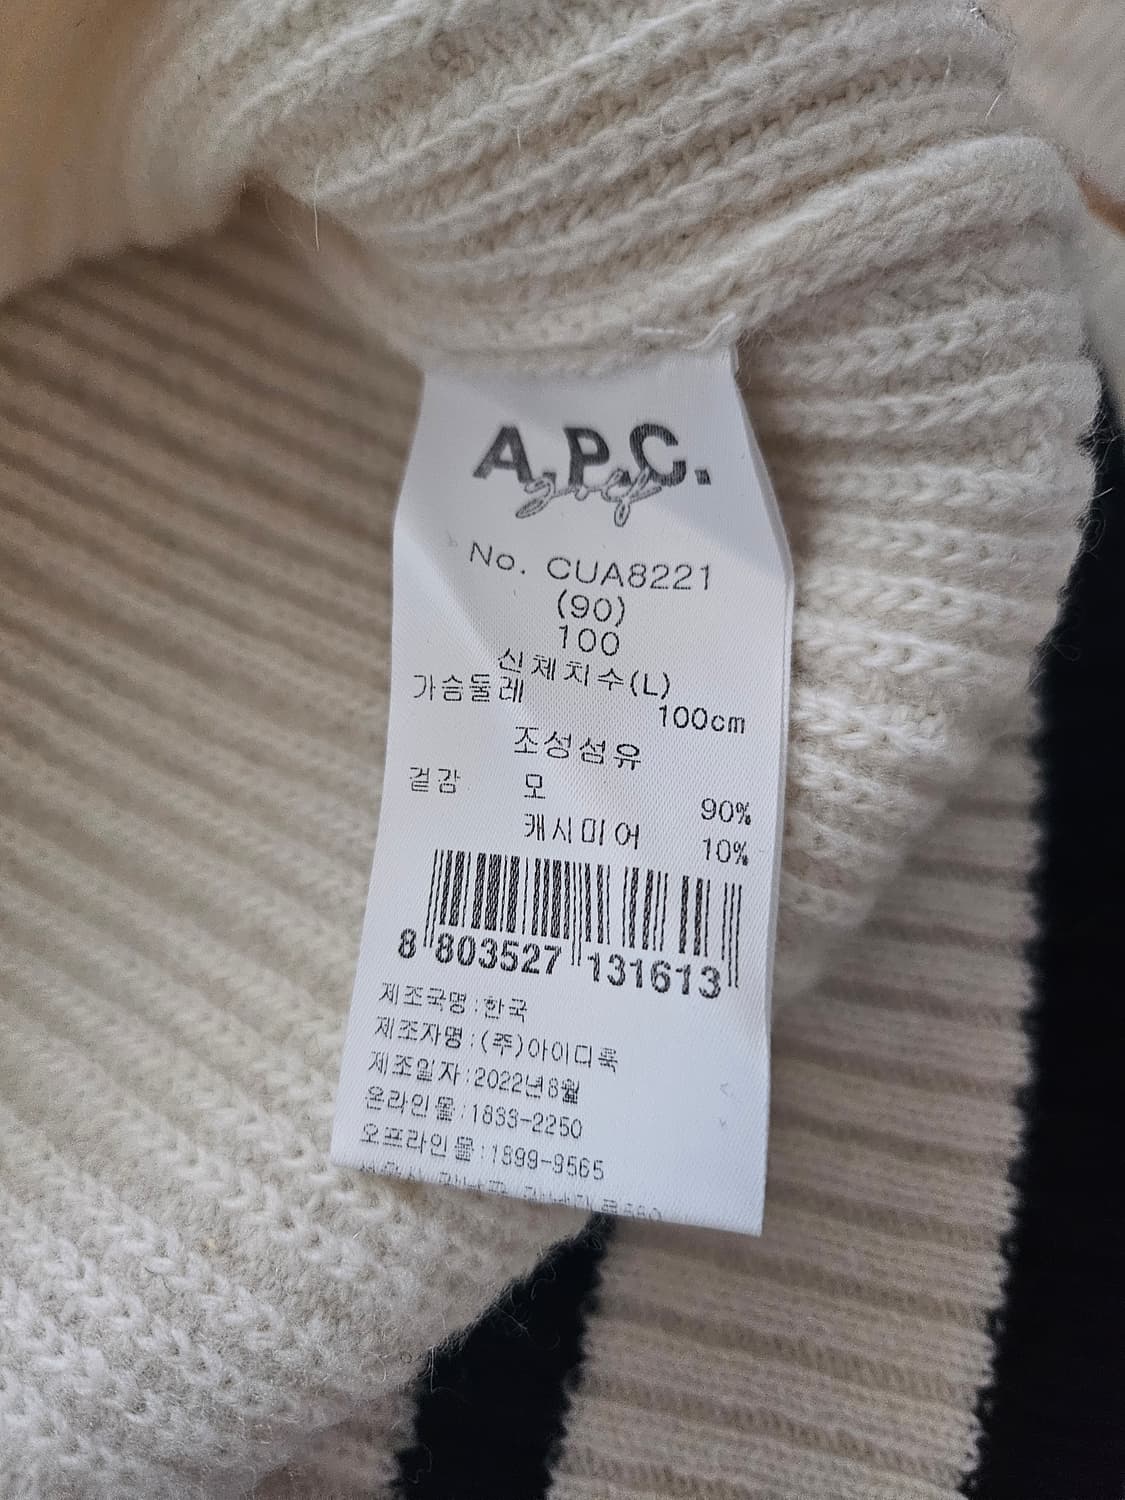 A.P.C.
golf
No. CUA8221
(90)
100
신체치수(L)
가슴둘레 100cm
조성섬유
겉감 모 90%
캐시미어 10%
8 803527 131613
제조국명:한국
제조자명:(주)아이디룩
제조일자:2022년8월
온라인몰:1833-2250
오프라인몰:1899-9565